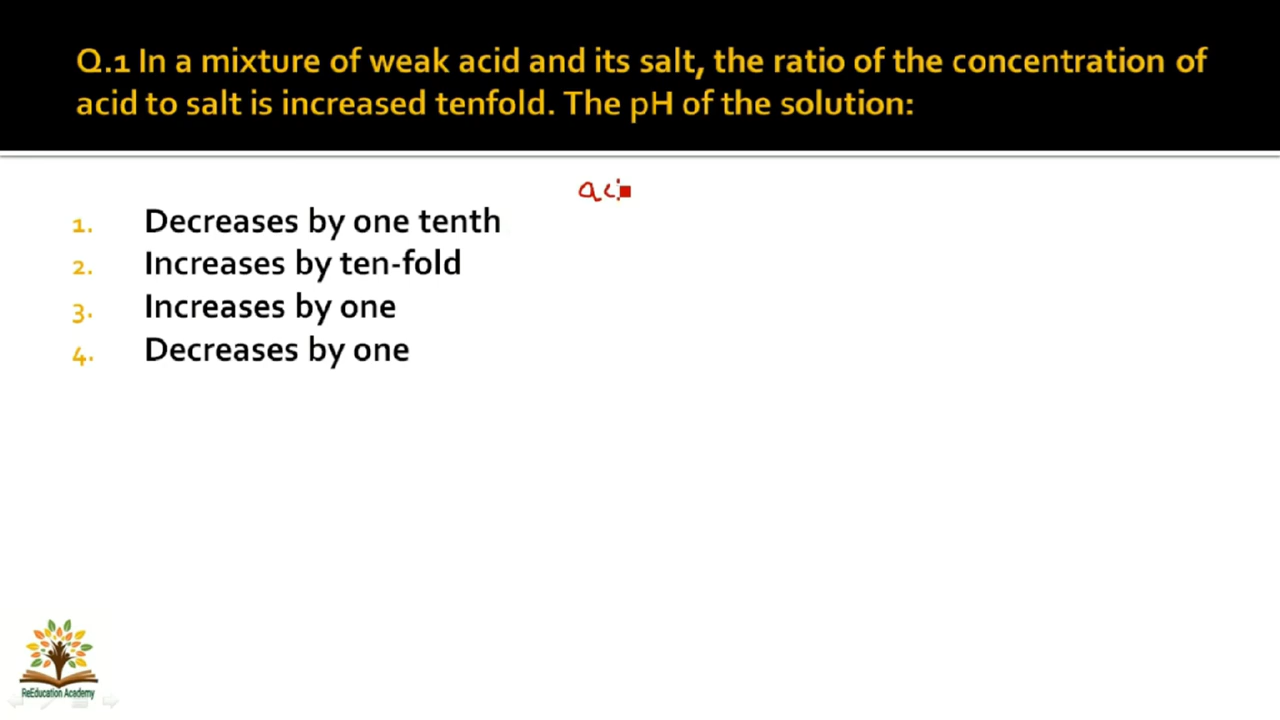 Q.1 In a mixture of weak acid and its salt, the ratio of the concentration of
acid to salt is increased tenfold. The pH of the solution:
aci
1. Decreases by one tenth
2. Increases by ten-fold
3. Increases by one
4. Decreases by one
ReEducation Academy